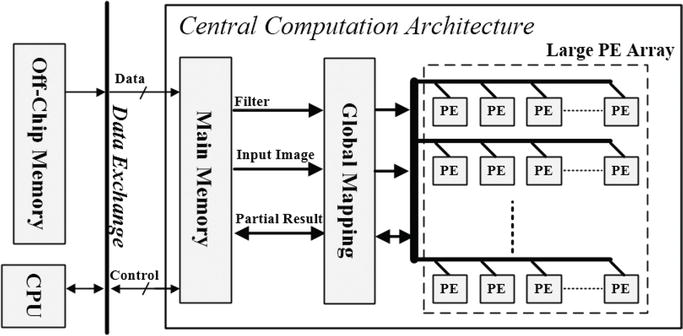 Central Computation Architecture
Large PE Array
Off-Chip Memory
CPU
Data Exchange
Data
Control
Main Memory
Filter
Input Image
Partial Result
Global Mapping
PE PE PE PE
PE PE PE PE
PE PE PE PE